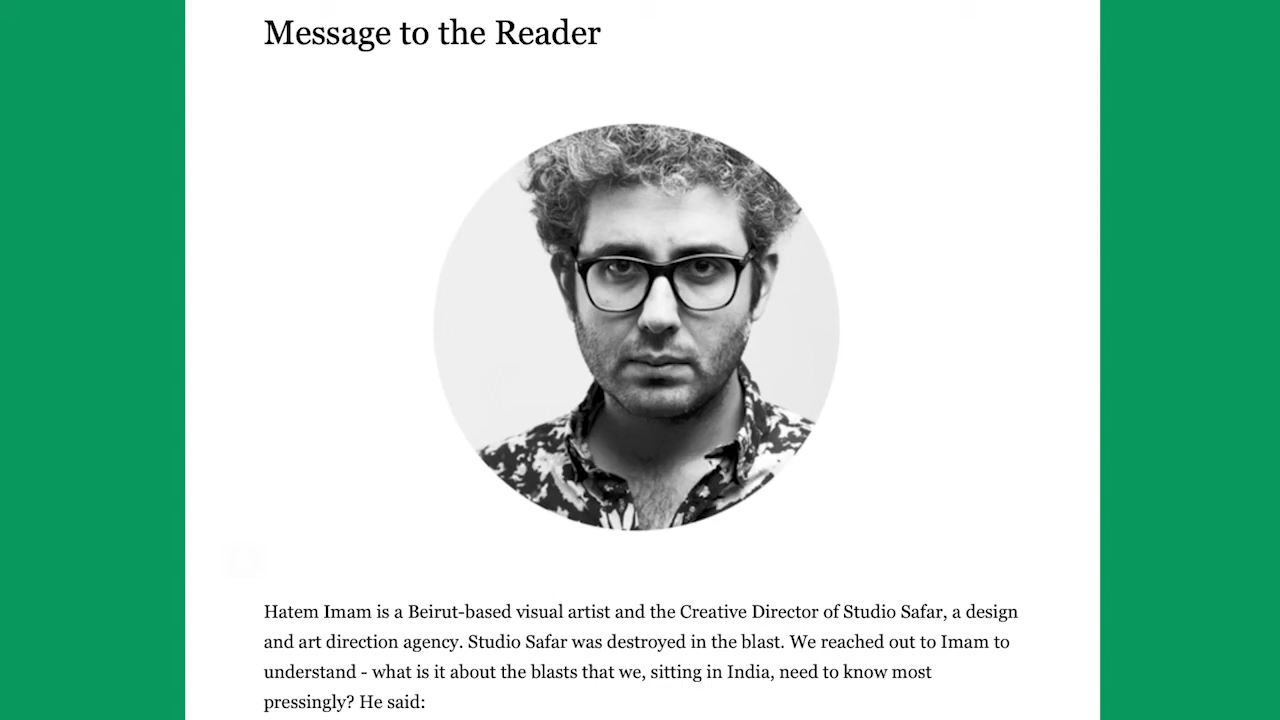 Message to the Reader
Hatem Imam is a Beirut-based visual artist and the Creative Director of Studio Safar, a design
and art direction agency. Studio Safar was destroyed in the blast. We reached out to Imam to
understand - what is it about the blasts that we, sitting in India, need to know most
pressingly? He said: